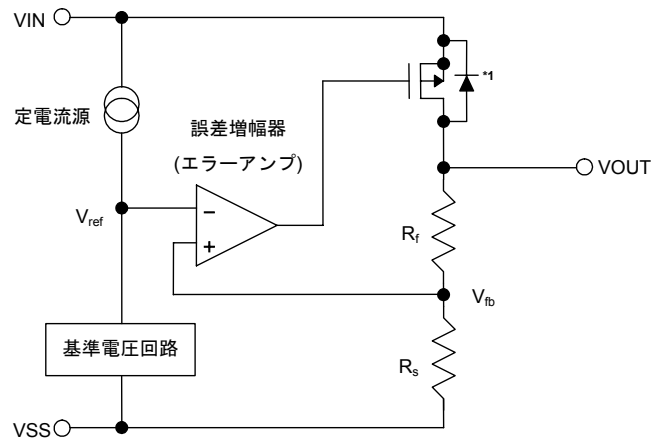 VIN
*1
定電流源
誤差増幅器
(エラーアンプ)
VOUT
Vref
−
+
Rf
Vfb
基準電圧回路
Rs
VSS